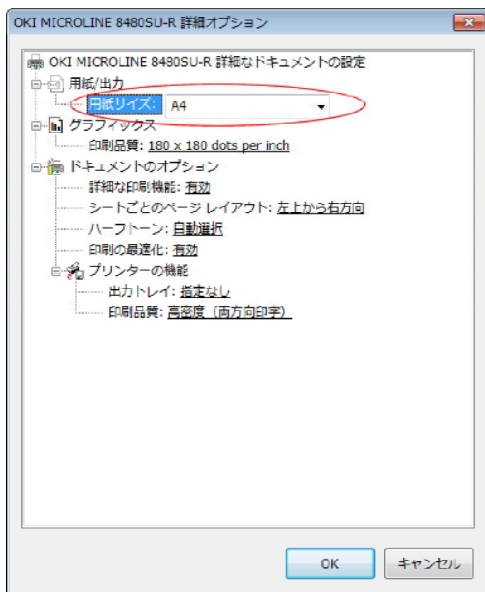 OKI MICROLINE 8480SU-R 詳細オプション
OKI MICROLINE 8480SU-R 詳細なドキュメントの設定
用紙/出力
用紙サイズ: A4
グラフィックス
印刷品質: 180 x 180 dots per inch
ドキュメントのオプション
詳細な印刷機能: 有効
シートごとのページ レイアウト: 左上から右方向
ハーフトーン: 自動選択
印刷の最適化: 有効
プリンターの機能
出力トレイ: 指定なし
印刷品質: 高密度（両方向印字）
OK
キャンセル